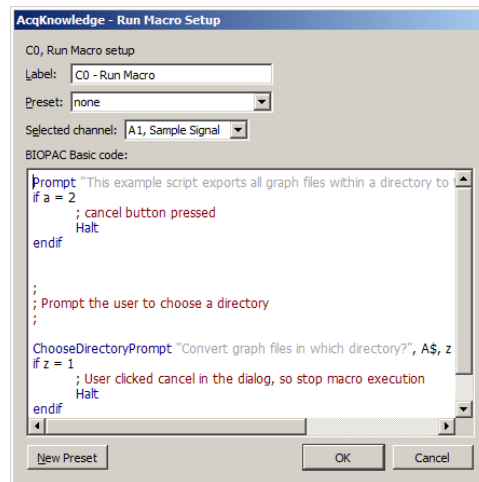 AcqKnowledge - Run Macro Setup
C0, Run Macro setup
Label: C0 - Run Macro
Preset: none
Selected channel: A1, Sample Signal
BIOPAC Basic code:
Prompt "This example script exports all graph files within a directory to
if a = 2
; cancel button pressed
Halt
endif
;
; Prompt the user to choose a directory
;
ChooseDirectoryPrompt "Convert graph files in which directory?", A$, z
if z = 1
; User clicked cancel in the dialog, so stop macro execution
Halt
endif
New Preset OK Cancel